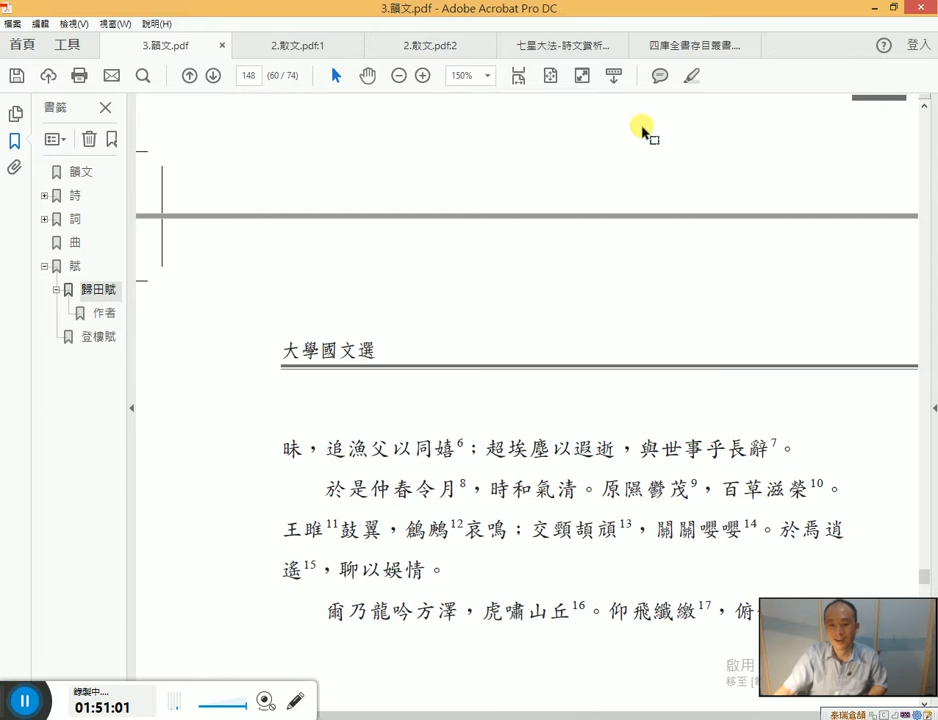 3.韻文.pdf - Adobe Acrobat Pro DC
檔案 編輯 檢視(V) 視窗(W) 說明(H)
首頁 工具 3.韻文.pdf × 2.散文.pdf:1 2.散文.pdf:2 七星大法-詩文賞析... 四庫全書存目叢書... 登入
148 (60 / 74) 150%
書籤
韻文
詩
詞
曲
賦
歸田賦
作者
登樓賦
大學國文選
昧，追漁父以同嬉6；超埃塵以遐逝，與世事乎長辭7。
於是仲春令月8，時和氣清。原隰鬱茂9，百草滋榮10。
王雎11鼓翼，鶬鶊12哀鳴；交頸頡頏13，關關嚶嚶14。於焉逍
遙15，聊以娛情。
爾乃龍吟方澤，虎嘯山丘16。仰飛纖繳17，俯
啟用
移至
錄製中....
01:51:01